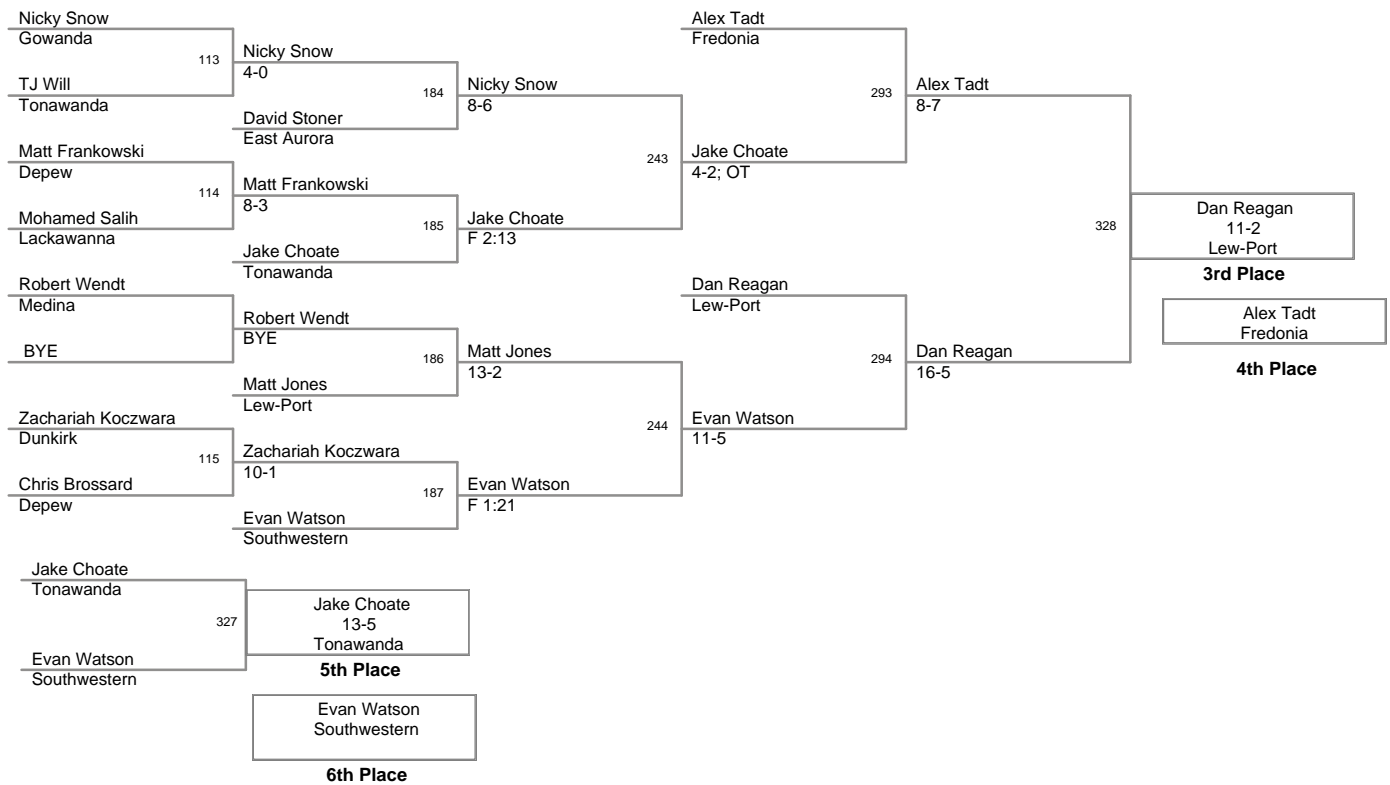 Nicky Snow
Gowanda
113
TJ Will
Tonawanda
Matt Frankowski
Depew
114
Mohamed Salih
Lackawanna
Robert Wendt
Medina
BYE
Zachariah Koczwara
Dunkirk
115
Chris Brossard
Depew
Nicky Snow
4-0
184
David Stoner
East Aurora
Matt Frankowski
8-3
185
Jake Choate
Tonawanda
Robert Wendt
BYE
186
Matt Jones
Lew-Port
Zachariah Koczwara
10-1
187
Evan Watson
Southwestern
Nicky Snow
8-6
243
Jake Choate
F 2:13
Matt Jones
13-2
244
Evan Watson
F 1:21
Alex Tadt
Fredonia
293
Jake Choate
4-2; OT
Dan Reagan
Lew-Port
294
Evan Watson
11-5
Alex Tadt
8-7
328
Dan Reagan
16-5
Dan Reagan
11-2
Lew-Port
3rd Place
Alex Tadt
Fredonia
4th Place
Jake Choate
Tonawanda
327
Evan Watson
Southwestern
Jake Choate
13-5
Tonawanda
5th Place
Evan Watson
Southwestern
6th Place